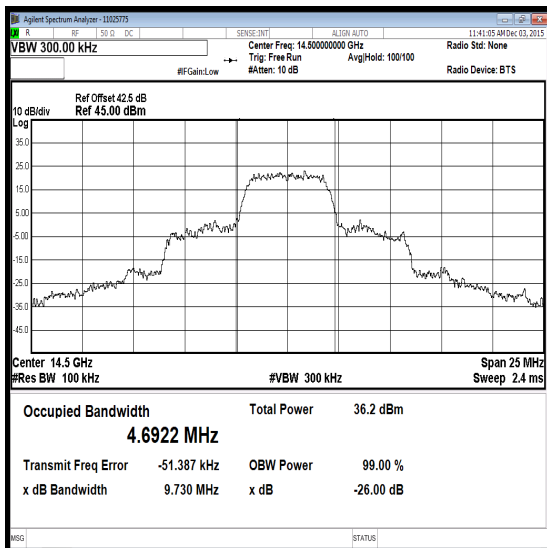 Agilent Spectrum Analyzer - 11025775
LXI R RF 50 Ω DC SENSE:INT ALIGN AUTO 11:41:05 AM Dec 03, 2015
VBW 300.00 kHz Center Freq: 14.500000000 GHz Radio Std: None
Trig: Free Run Avg|Hold: 100/100
#IFGain:Low #Atten: 10 dB Radio Device: BTS
Ref Offset 42.5 dB
10 dB/div Ref 45.00 dBm
Log
35.0
25.0
15.0
5.00
-5.00
-15.0
-25.0
-35.0
-45.0
Center 14.5 GHz Span 25 MHz
#Res BW 100 kHz #VBW 300 kHz Sweep 2.4 ms
Occupied Bandwidth Total Power 36.2 dBm
4.6922 MHz
Transmit Freq Error -51.387 kHz OBW Power 99.00 %
x dB Bandwidth 9.730 MHz x dB -26.00 dB
MSG STATUS